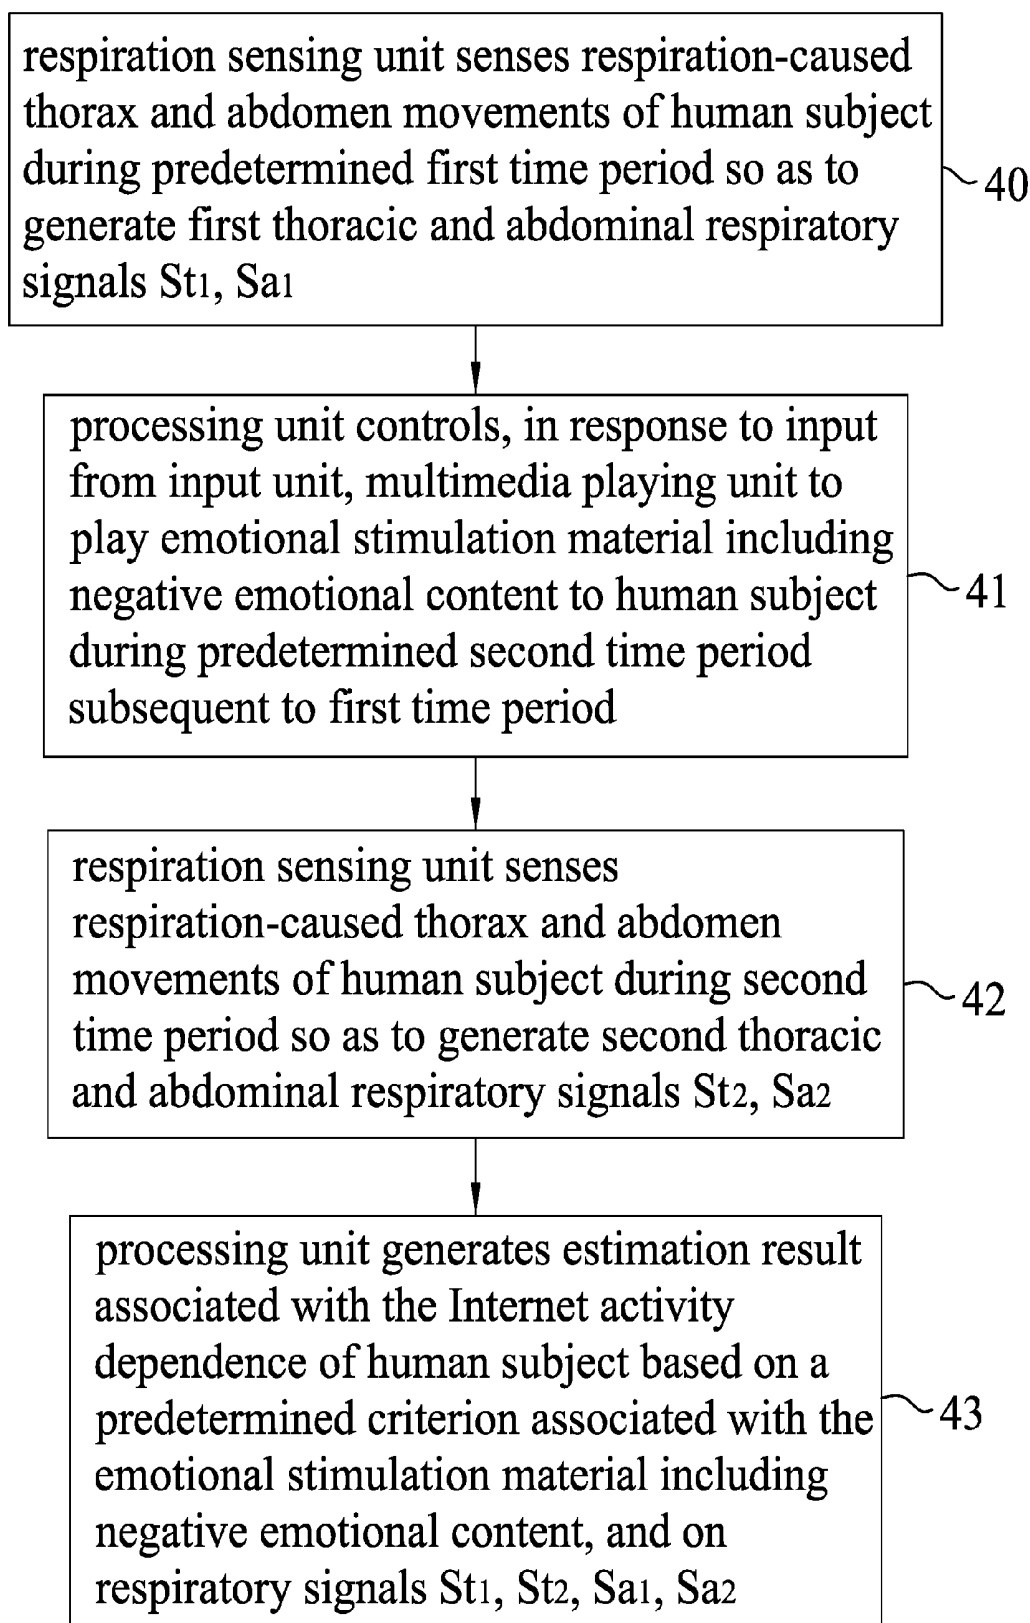 respiration sensing unit senses respiration-caused
thorax and abdomen movements of human subject
during predetermined first time period so as to
generate first thoracic and abdominal respiratory
signals St1, Sa1
40
processing unit controls, in response to input
from input unit, multimedia playing unit to
play emotional stimulation material including
negative emotional content to human subject
during predetermined second time period
subsequent to first time period
41
respiration sensing unit senses
respiration-caused thorax and abdomen
movements of human subject during second
time period so as to generate second thoracic
and abdominal respiratory signals St2, Sa2
42
processing unit generates estimation result
associated with the Internet activity
dependence of human subject based on a
predetermined criterion associated with the
emotional stimulation material including
negative emotional content, and on
respiratory signals St1, St2, Sa1, Sa2
43